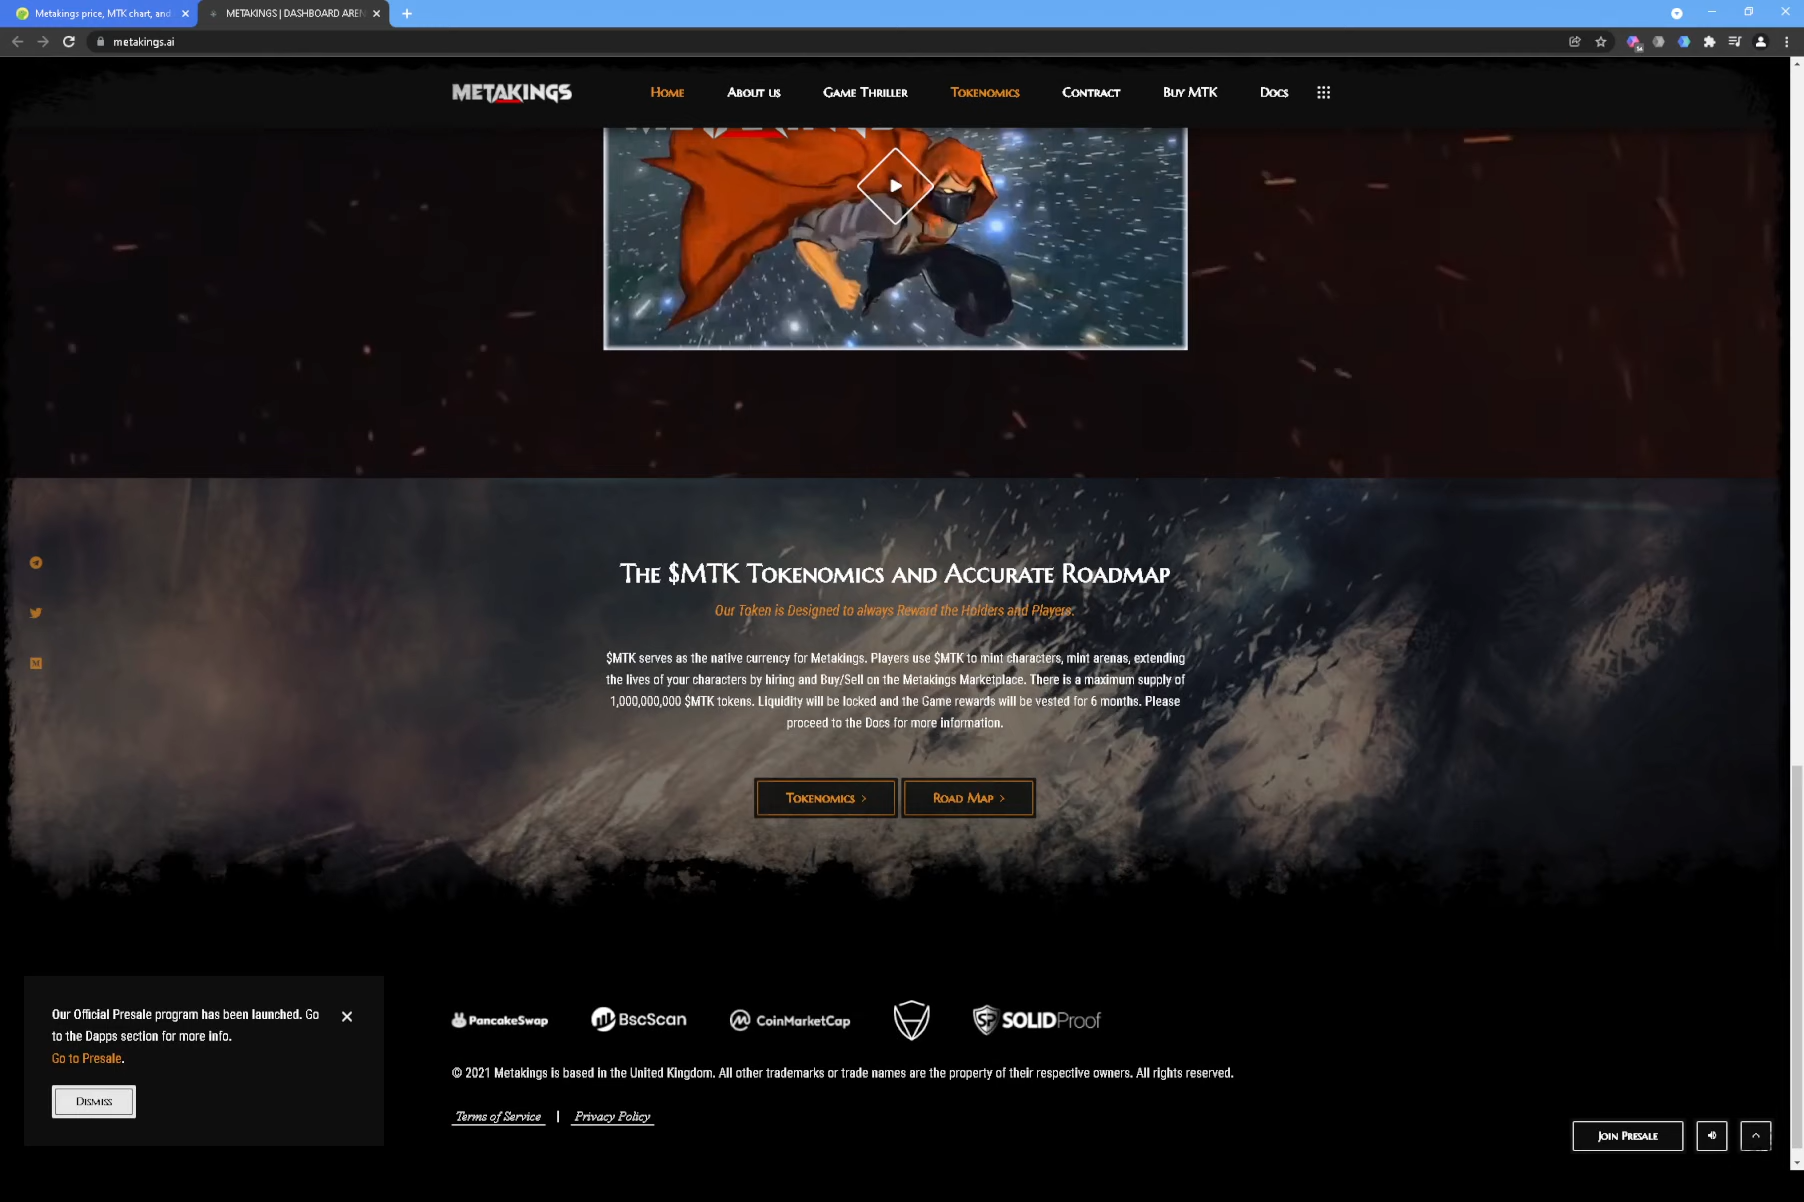 Metakings price, MTK chart, and
METAKINGS | DASHBOARD AREN
metakings.ai
METAKINGS
Home
About us
Game Thriller
Tokenomics
Contract
Buy MTK
Docs
The $MTK Tokenomics and Accurate Roadmap
Our Token is Designed to always Reward the Holders and Players.
$MTK serves as the native currency for Metakings. Players use $MTK to mint characters, mint arenas, extending
the lives of your characters by hiring and Buy/Sell on the Metakings Marketplace. There is a maximum supply of
1,000,000,000 $MTK tokens. Liquidity will be locked and the Game rewards will be vested for 6 months. Please
proceed to the Docs for more information.
Tokenomics >
Road Map >
Our Official Presale program has been launched. Go
to the Dapps section for more info.
Go to Presale.
Dismiss
PancakeSwap
BscScan
CoinMarketCap
SOLIDProof
© 2021 Metakings is based in the United Kingdom. All other trademarks or trade names are the property of their respective owners. All rights reserved.
Terms of Service | Privacy Policy
Join Presale